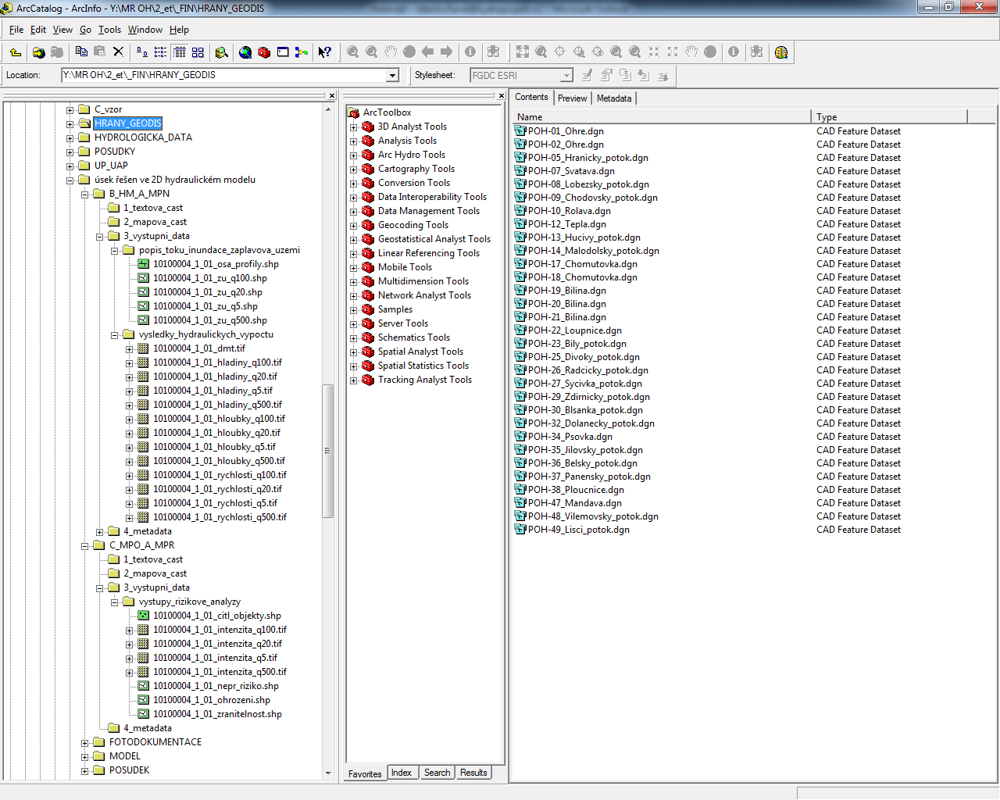 ArcCatalog - ArcInfo - Y:\MR OH\2_et\_FIN\HRANY_GEODIS
File Edit View Go Tools Window Help
Location: Y:\MR OH\2_et\_FIN\HRANY_GEODIS Stylesheet: FGDC ESRI
C_vzor
HRANY_GEODIS
HYDROLOGICKA_DATA
POSUDKY
UP_UAP
úsek řešen ve 2D hydraulickém modelu
B_HM_A_MPN
1_textova_cast
2_mapova_cast
3_vystupni_data
popis_toku_inundace_zaplavova_uzemi
10100004_1_01_osa_profily.shp
10100004_1_01_zu_q100.shp
10100004_1_01_zu_q20.shp
10100004_1_01_zu_q5.shp
10100004_1_01_zu_q500.shp
vysledky_hydraulickych_vypoctu
10100004_1_01_dmt.tif
10100004_1_01_hladiny_q100.tif
10100004_1_01_hladiny_q20.tif
10100004_1_01_hladiny_q5.tif
10100004_1_01_hladiny_q500.tif
10100004_1_01_hloubky_q100.tif
10100004_1_01_hloubky_q20.tif
10100004_1_01_hloubky_q5.tif
10100004_1_01_hloubky_q500.tif
10100004_1_01_rychlosti_q100.tif
10100004_1_01_rychlosti_q20.tif
10100004_1_01_rychlosti_q5.tif
10100004_1_01_rychlosti_q500.tif
4_metadata
C_MPO_A_MPR
1_textova_cast
2_mapova_cast
3_vystupni_data
vystupy_rizikove_analyzy
10100004_1_01_citl_objekty.shp
10100004_1_01_intenzita_q100.tif
10100004_1_01_intenzita_q20.tif
10100004_1_01_intenzita_q5.tif
10100004_1_01_intenzita_q500.tif
10100004_1_01_nepr_riziko.shp
10100004_1_01_ohrozeni.shp
10100004_1_01_zranitelnost.shp
4_metadata
FOTODOKUMENTACE
MODEL
POSUDEK
ArcToolbox
3D Analyst Tools
Analysis Tools
Arc Hydro Tools
Cartography Tools
Conversion Tools
Data Interoperability Tools
Data Management Tools
Geocoding Tools
Geostatistical Analyst Tools
Linear Referencing Tools
Mobile Tools
Multidimension Tools
Network Analyst Tools
Samples
Server Tools
Schematics Tools
Spatial Analyst Tools
Spatial Statistics Tools
Tracking Analyst Tools
Favorites Index Search Results
Contents Preview Metadata
Name Type
POH-01_Ohre.dgn CAD Feature Dataset
POH-02_Ohre.dgn CAD Feature Dataset
POH-05_Hranicky_potok.dgn CAD Feature Dataset
POH-07_Svatava.dgn CAD Feature Dataset
POH-08_Lobezsky_potok.dgn CAD Feature Dataset
POH-09_Chodovsky_potok.dgn CAD Feature Dataset
POH-10_Rolava.dgn CAD Feature Dataset
POH-12_Tepla.dgn CAD Feature Dataset
POH-13_Hucivy_potok.dgn CAD Feature Dataset
POH-14_Malodolsky_potok.dgn CAD Feature Dataset
POH-17_Chomutovka.dgn CAD Feature Dataset
POH-18_Chomutovka.dgn CAD Feature Dataset
POH-19_Bilina.dgn CAD Feature Dataset
POH-20_Bilina.dgn CAD Feature Dataset
POH-21_Bilina.dgn CAD Feature Dataset
POH-22_Loupnice.dgn CAD Feature Dataset
POH-23_Bily_potok.dgn CAD Feature Dataset
POH-25_Divoky_potok.dgn CAD Feature Dataset
POH-26_Radcicky_potok.dgn CAD Feature Dataset
POH-27_Sycivka_potok.dgn CAD Feature Dataset
POH-29_Zdirnicky_potok.dgn CAD Feature Dataset
POH-30_Blsanka_potok.dgn CAD Feature Dataset
POH-32_Dolanecky_potok.dgn CAD Feature Dataset
POH-34_Psovka.dgn CAD Feature Dataset
POH-35_Jilovsky_potok.dgn CAD Feature Dataset
POH-36_Belsky_potok.dgn CAD Feature Dataset
POH-37_Panensky_potok.dgn CAD Feature Dataset
POH-38_Ploucnice.dgn CAD Feature Dataset
POH-47_Mandava.dgn CAD Feature Dataset
POH-48_Vilemovsky_potok.dgn CAD Feature Dataset
POH-49_Lisci_potok.dgn CAD Feature Dataset